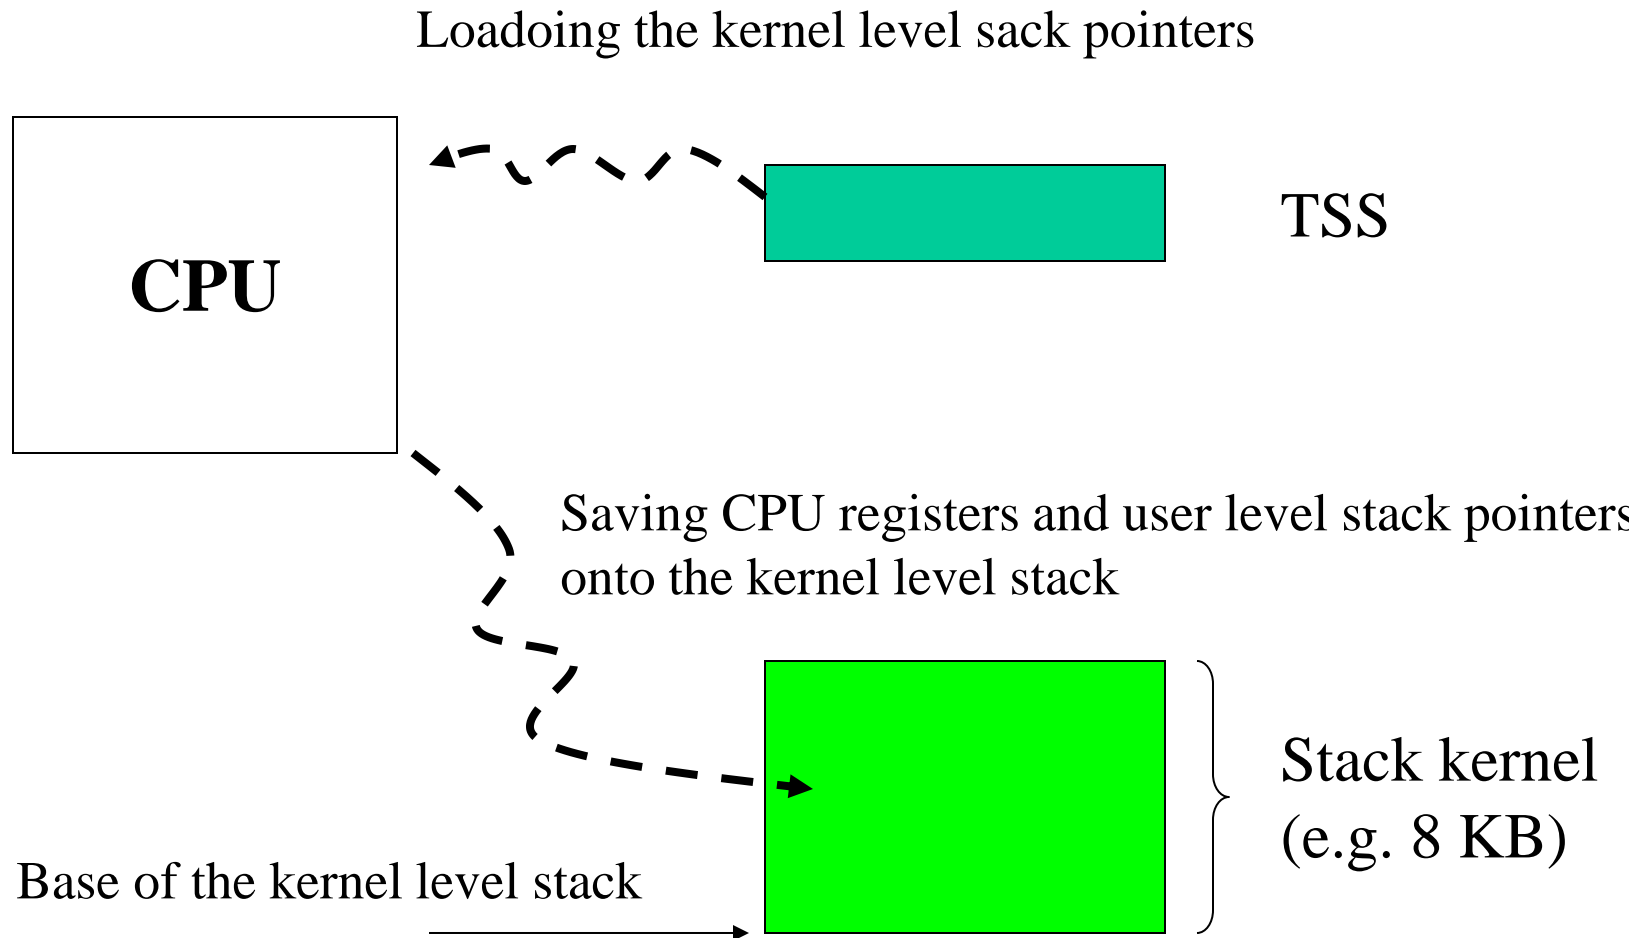 Loadoing the kernel level sack pointers
TSS
CPU
Saving CPU registers and user level stack pointers
onto the kernel level stack
Stack kernel
(e.g. 8 KB)
Base of the kernel level stack